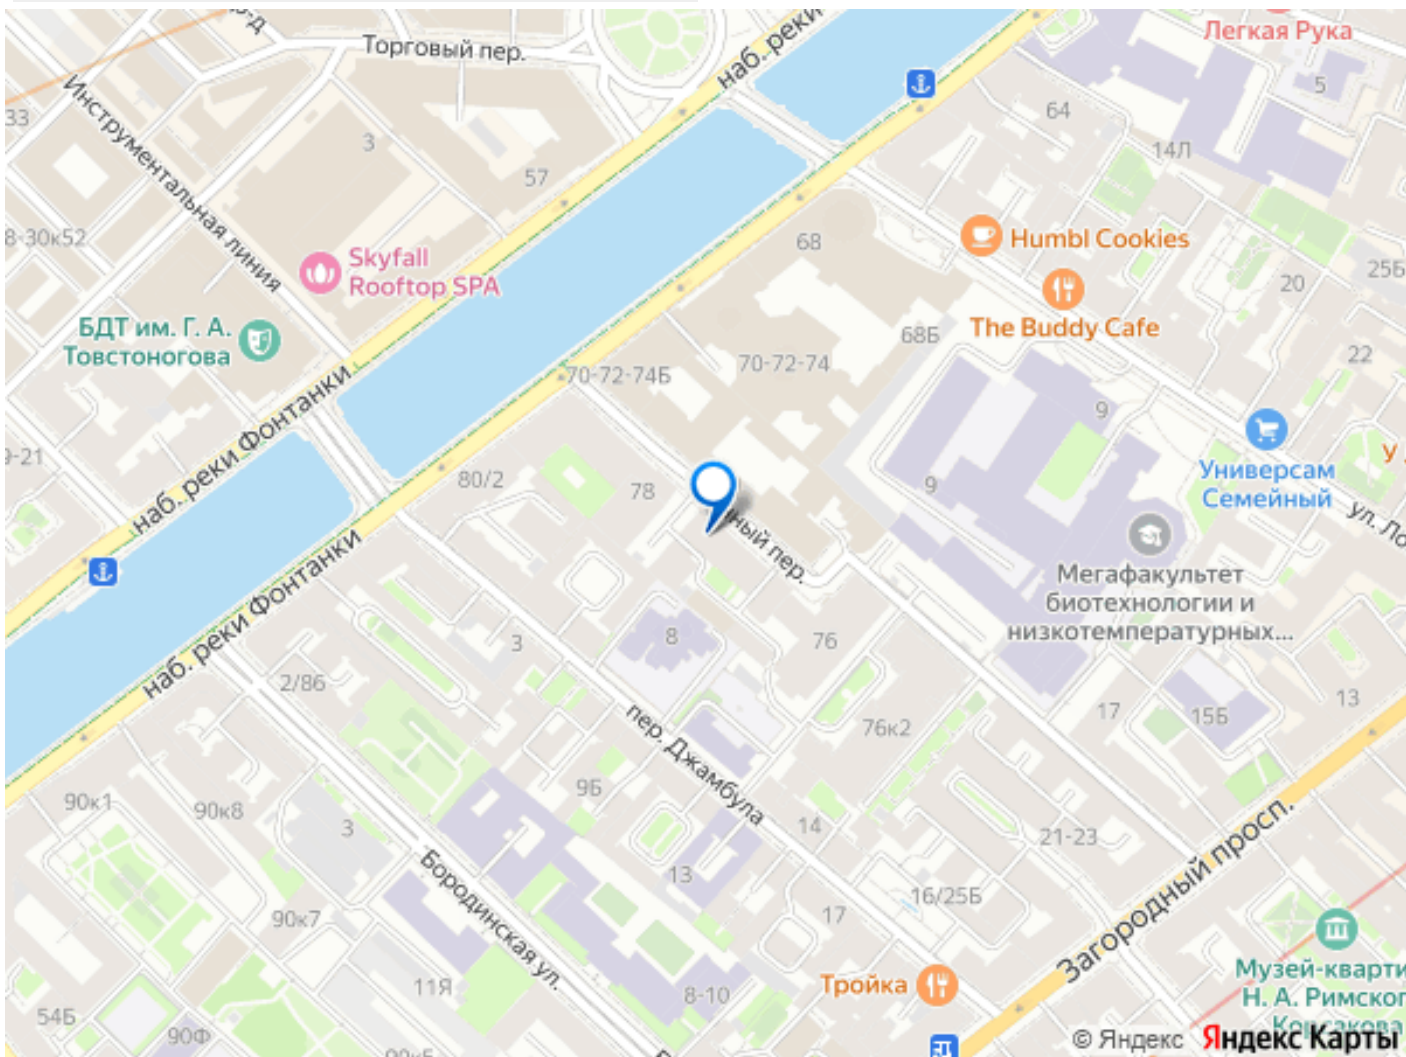 Торговый пер.
наб. реки
Легкая Рука
5
33
Инструментальная линия
3
57
64
14Л
68
Humbl Cookies
20
25Б
8-30к52
Skyfall
Rooftop SPA
БДТ им. Г. А.
Товстоногова
The Buddy Cafe
68Б
70-72-74Б
70-72-74
22
9
наб. реки Фонтанки
9-21
80/2
78
9
Универсам
Семейный
У
ул. Ло
ный пер.
Мегафакультет
биотехнологии и
низкотемпературных...
наб. реки Фонтанки
3
8
76
2/86
13
17
15Б
76к2
пер. Джамбула
90к1
90к8
3
9Б
14
21-23
Загородный просп.
Бородинская ул.
13
16/25Б
17
90к7
11Я
8-10
Тройка
Музей-кварти
Н. А. Римског
Корсакова
54Б
90Ф
© Яндекс Яндекс Карты